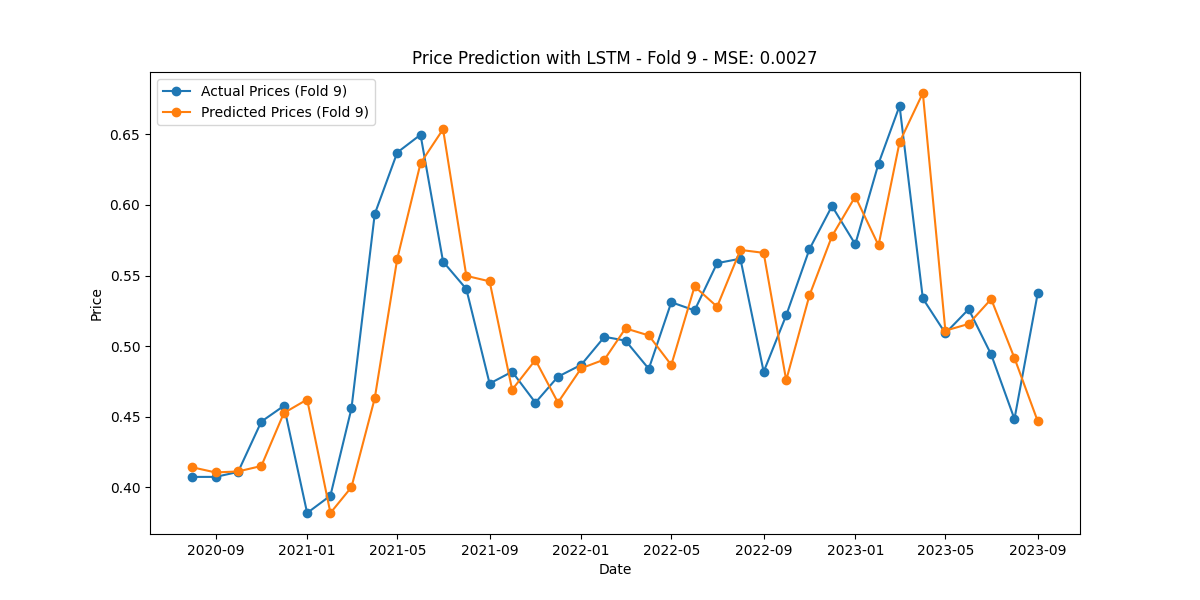 Price Prediction with LSTM - Fold 9 - MSE: 0.0027
Actual Prices (Fold 9)
Predicted Prices (Fold 9)
0.65
0.60
0.55
0.50
0.45
0.40
Price
2020-09 2021-01 2021-05 2021-09 2022-01 2022-05 2022-09 2023-01 2023-05 2023-09
Date